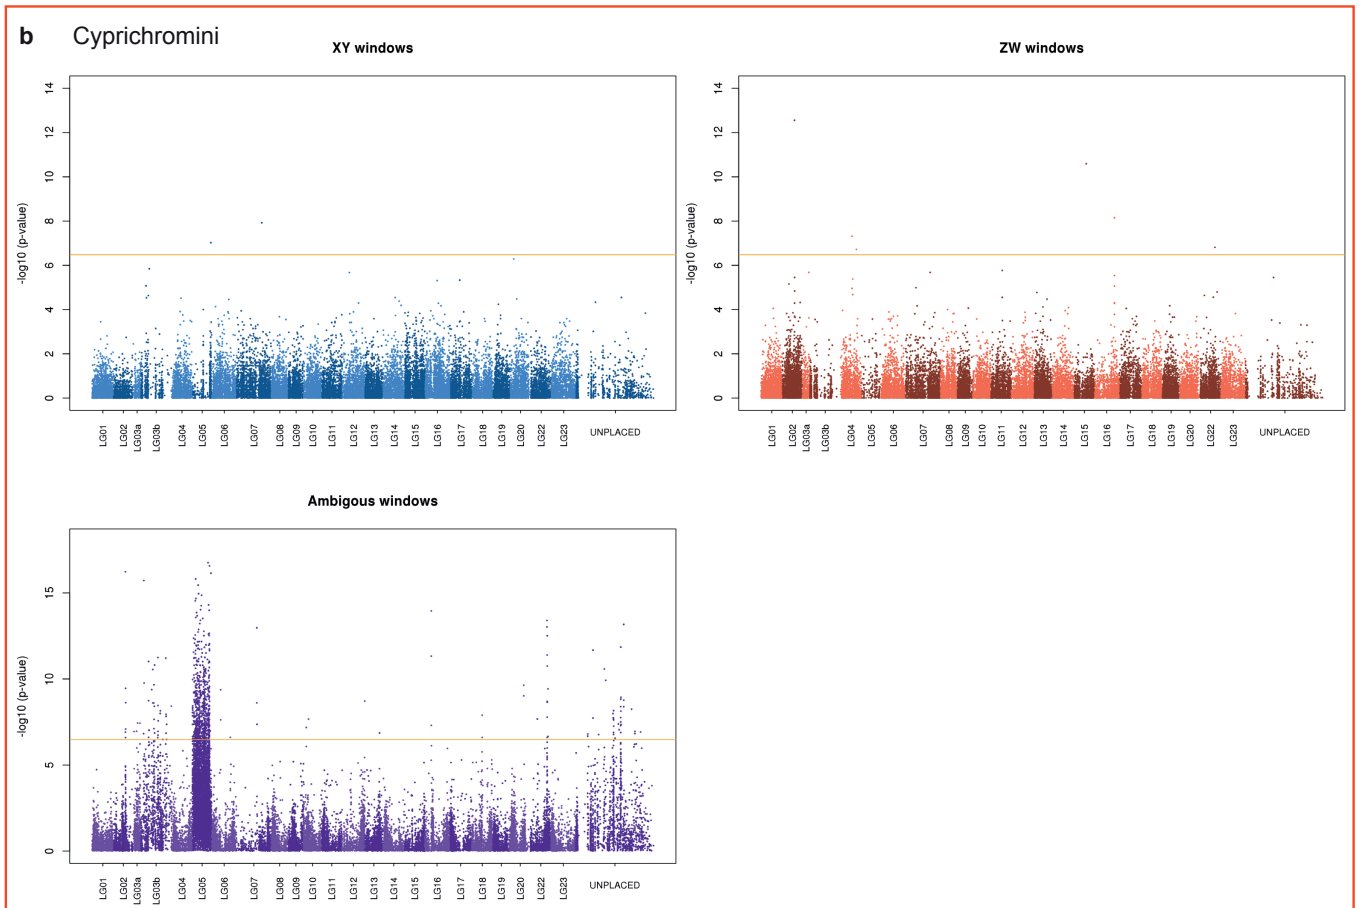 b Cyprichromini
XY windows
ZW windows
14
12
10
8
6
4
2
0
-log10 (p-value)
LG01 LG02 LG03a LG03b LG04 LG05 LG06 LG07 LG08 LG09 LG10 LG11 LG12 LG13 LG14 LG15 LG16 LG17 LG18 LG19 LG20 LG22 LG23 UNPLACED
14
12
10
8
6
4
2
0
-log10 (p-value)
LG01 LG02 LG03a LG03b LG04 LG05 LG06 LG07 LG08 LG09 LG10 LG11 LG12 LG13 LG14 LG15 LG16 LG17 LG18 LG19 LG20 LG22 LG23 UNPLACED
Ambigous windows
15
10
5
0
-log10 (p-value)
LG01 LG02 LG03a LG03b LG04 LG05 LG06 LG07 LG08 LG09 LG10 LG11 LG12 LG13 LG14 LG15 LG16 LG17 LG18 LG19 LG20 LG22 LG23 UNPLACED